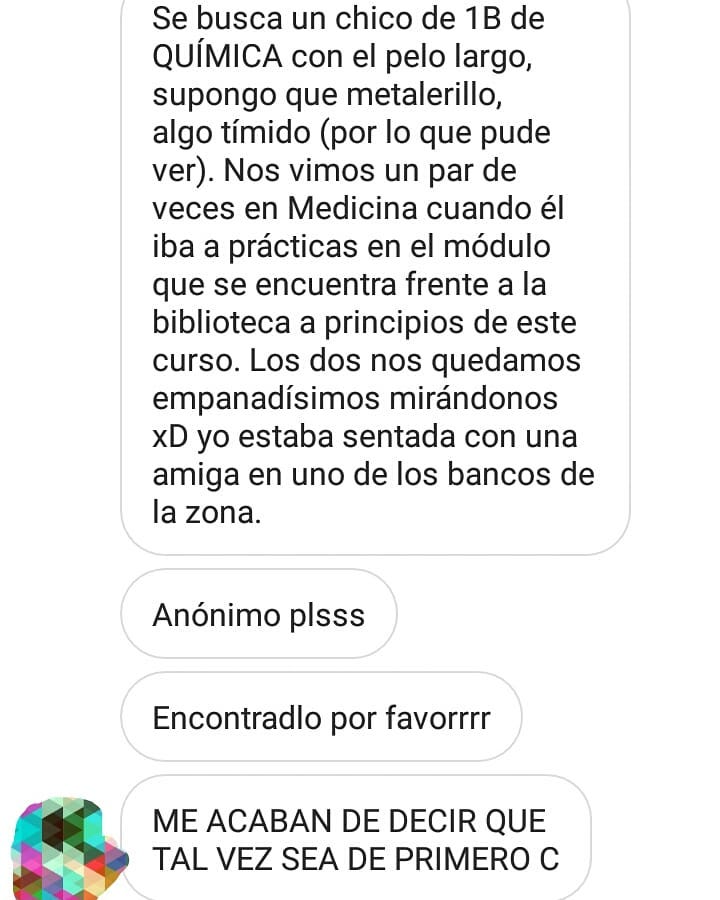 Se busca un chico de 1B de
QUÍMICA con el pelo largo,
supongo que metalerillo,
algo tímido (por lo que pude
ver). Nos vimos un par de
veces en Medicina cuando él
iba a prácticas en el módulo
que se encuentra frente a la
biblioteca a principios de este
curso. Los dos nos quedamos
empanadísimos mirándonos
xD yo estaba sentada con una
amiga en uno de los bancos de
la zona.
Anónimo plsss
Encontradlo por favorrrr
ME ACABAN DE DECIR QUE
TAL VEZ SEA DE PRIMERO C